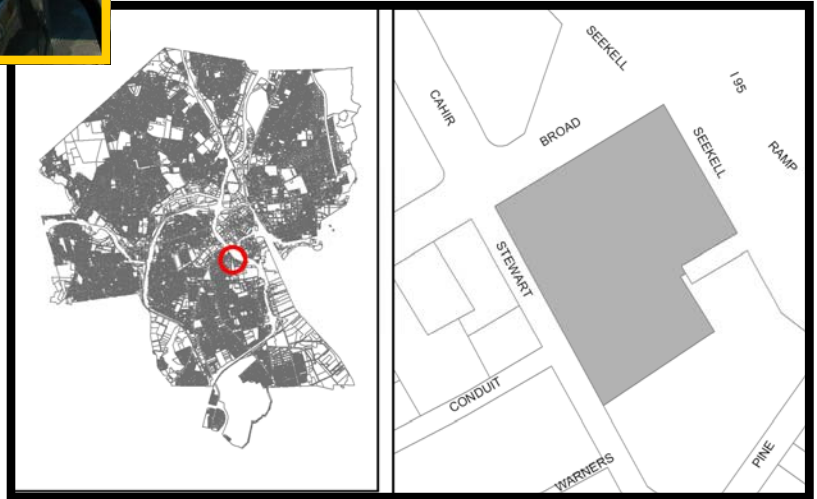 SEEKELL
I 95
CAHIR
BROAD
SEEKELL
RAMP
STEWART
CONDUIT
PINE
WARNERS